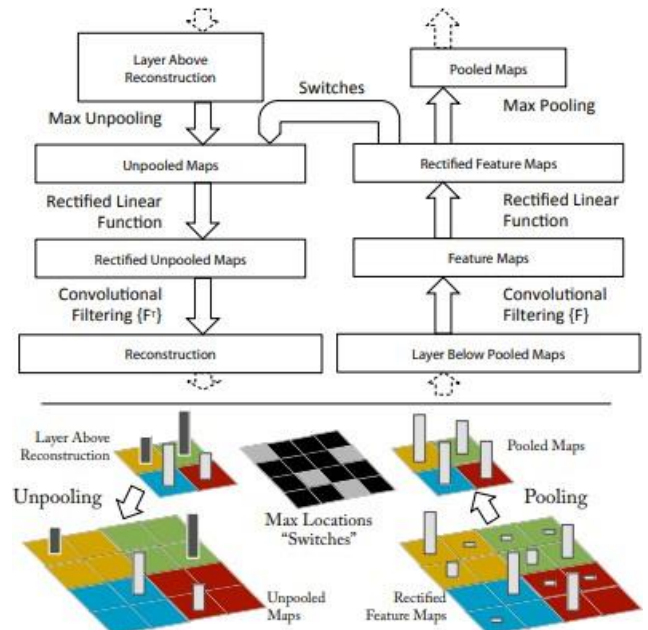 Layer Above
Reconstruction
Pooled Maps
Switches
Max Unpooling
Max Pooling
Unpooled Maps
Rectified Feature Maps
Rectified Linear
Function
Rectified Linear
Function
Rectified Unpooled Maps
Feature Maps
Convolutional
Filtering {Fᵀ}
Convolutional
Filtering {F}
Reconstruction
Layer Below Pooled Maps
Layer Above
Reconstruction
Pooled Maps
Unpooling
Max Locations
"Switches"
Pooling
Unpooled
Maps
Rectified
Feature Maps